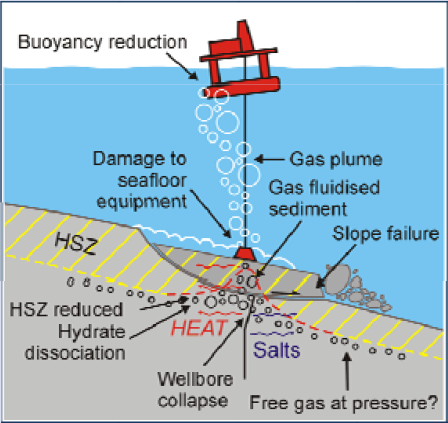 Buoyancy reduction
Damage to
seafloor
equipment
Gas plume
Gas fluidised
sediment
Slope failure
HSZ
HSZ reduced
Hydrate
dissociation
HEAT
Salts
Wellbore
collapse
Free gas at pressure?